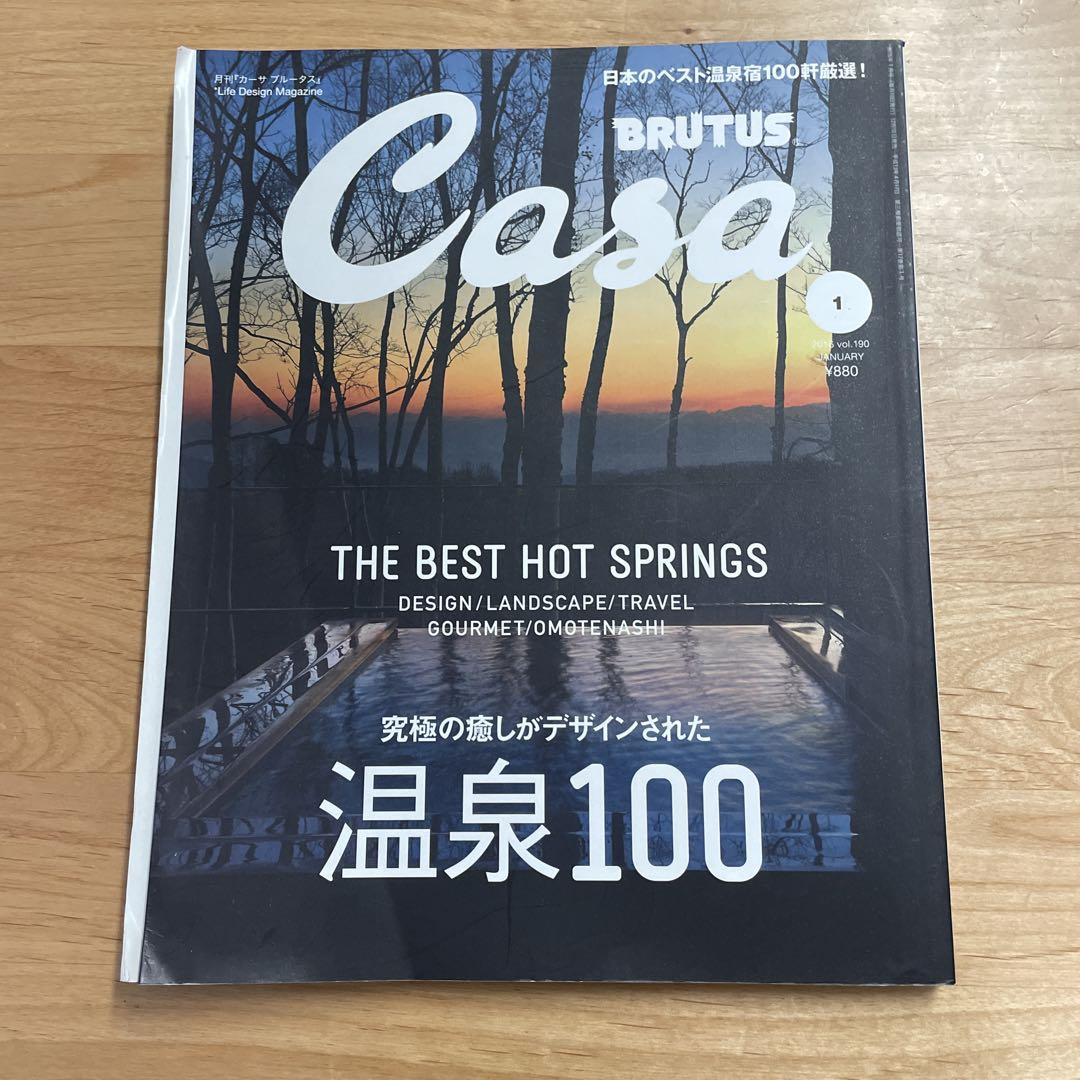 月刊『カーサ ブルータス』
*Life Design Magazine
日本のベスト温泉宿100軒厳選!
BRUTUS
Casa
1
2016 vol.190
JANUARY
¥880
THE BEST HOT SPRINGS
DESIGN/LANDSCAPE/TRAVEL
GOURMET/OMOTENASHI
究極の癒しがデザインされた
温泉100